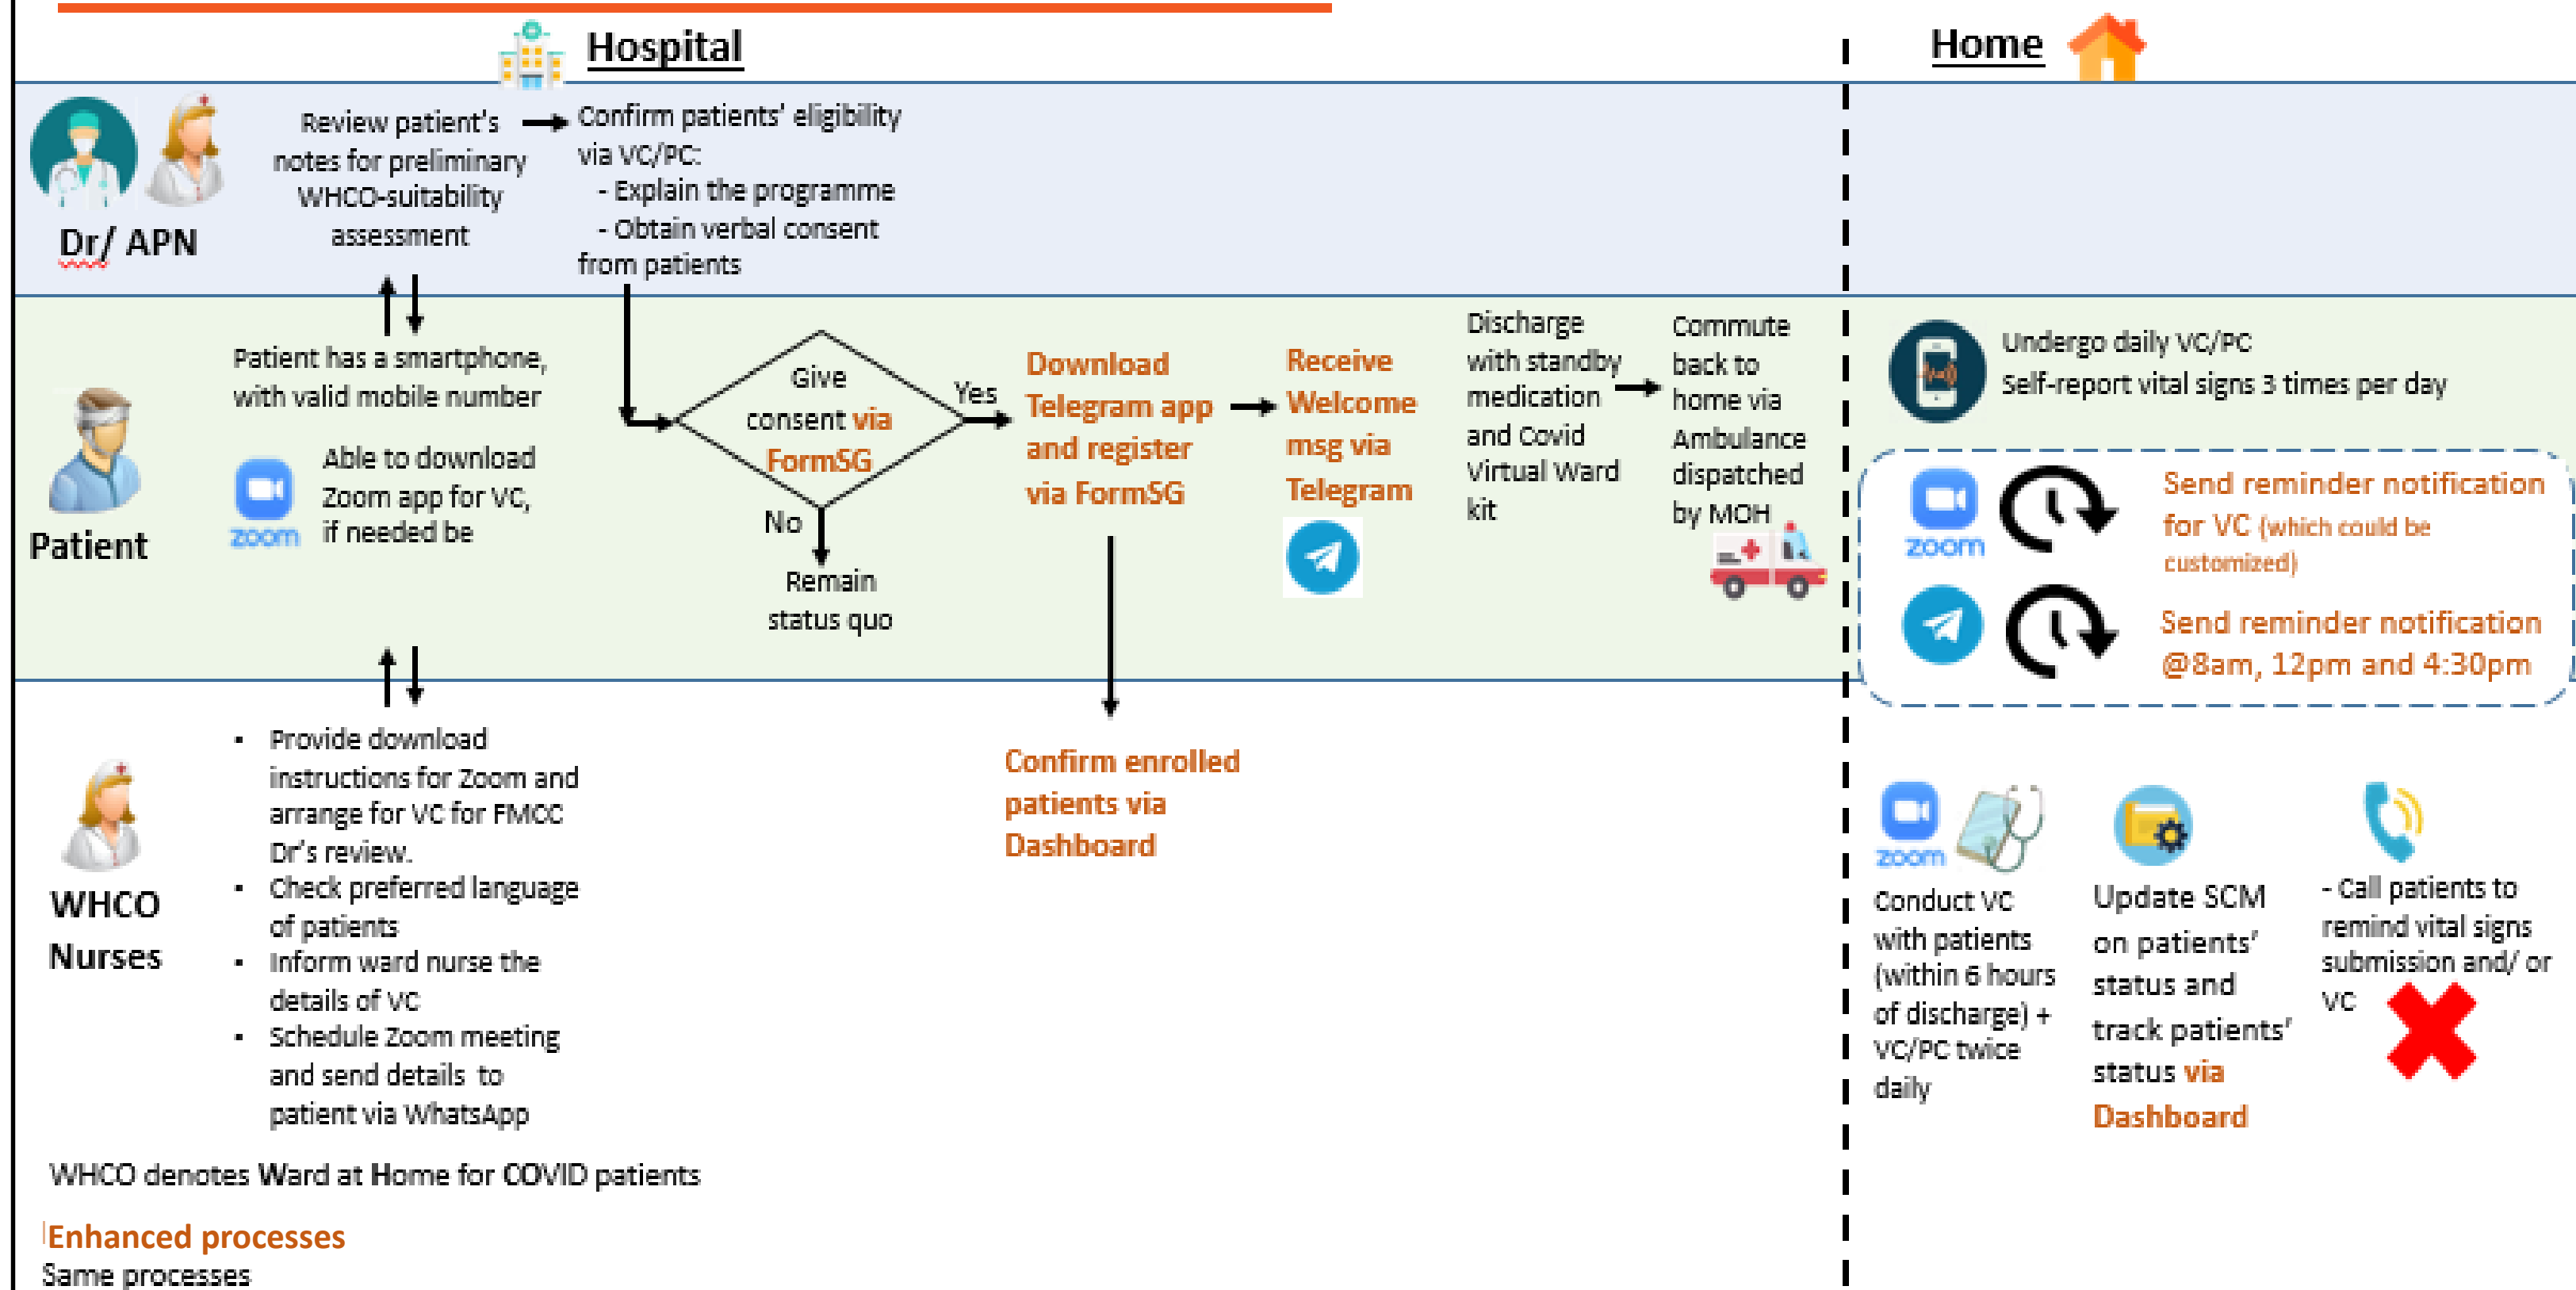 Hospital
Home
Review patient's
notes for preliminary
WHCO-suitability
assessment
Confirm patients' eligibility
via VC/PC:
- Explain the programme
- Obtain verbal consent
from patients
Dr/ APN
Patient has a smartphone,
with valid mobile number
Able to download
Zoom app for VC,
if needed be
zoom
Patient
Give
consent via
FormSG
Yes
No
Remain
status quo
Download
Telegram app
and register
via FormSG
Receive
Welcome
msg via
Telegram
Discharge
with standby
medication
and Covid
Virtual Ward
kit
Commute
back to
home via
Ambulance
dispatched
by MOH
Undergo daily VC/PC
Self-report vital signs 3 times per day
zoom
Send reminder notification
for VC (which could be
customized)
Send reminder notification
@8am, 12pm and 4:30pm
WHCO
Nurses
▪ Provide download
instructions for Zoom and
arrange for VC for FMCC
Dr's review.
▪ Check preferred language
of patients
▪ Inform ward nurse the
details of VC
▪ Schedule Zoom meeting
and send details to
patient via WhatsApp
Confirm enrolled
patients via
Dashboard
zoom
Conduct VC
with patients
(within 6 hours
of discharge) +
VC/PC twice
daily
Update SCM
on patients'
status and
track patients'
status via
Dashboard
- Call patients to
remind vital signs
submission and/ or
VC
WHCO denotes Ward at Home for COVID patients
Enhanced processes
Same processes